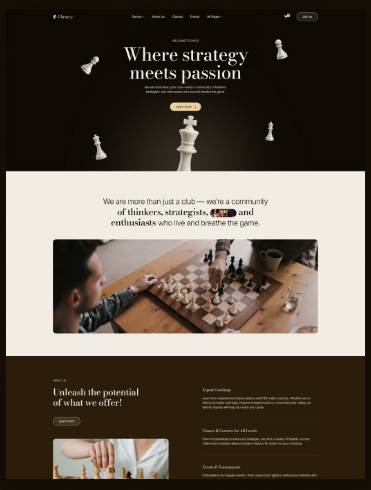 Chessy
Demos
About Us
Classes
Events
All Pages
Join us
WELCOME TO CHESSY
Where strategy
meets passion
We are more than just a club—we're a community of thinkers,
strategists, and enthusiasts who live and breathe the game.
Learn more
We are more than just a club — we're a community
of thinkers, strategists, and
enthusiasts who live and breathe the game.
ABOUT US
Unleash the potential
of what we offer!
Learn more
Expert Coaching
Classes & Courses for All Levels
Events & Tournaments